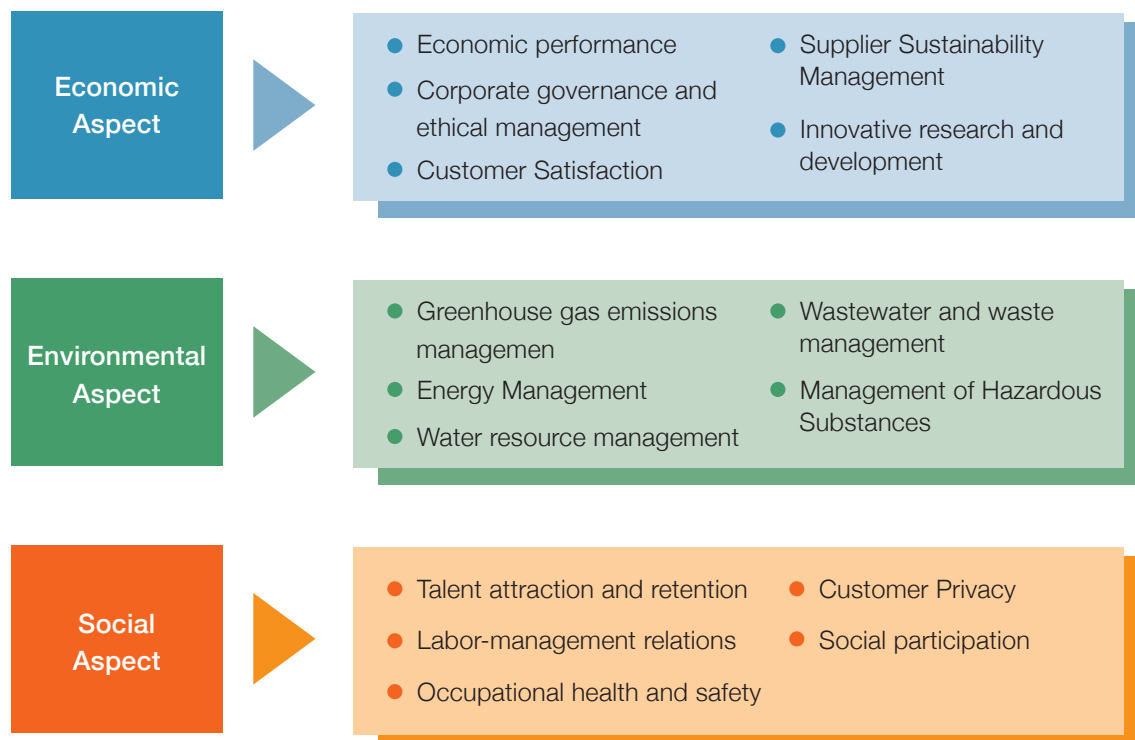 Economic
Aspect
Economic performance
Corporate governance and
ethical management
Customer Satisfaction
Supplier Sustainability
Management
Innovative research and
development
Environmental
Aspect
Greenhouse gas emissions
managemen
Energy Management
Water resource management
Wastewater and waste
management
Management of Hazardous
Substances
Social
Aspect
Talent attraction and retention
Labor-management relations
Occupational health and safety
Customer Privacy
Social participation